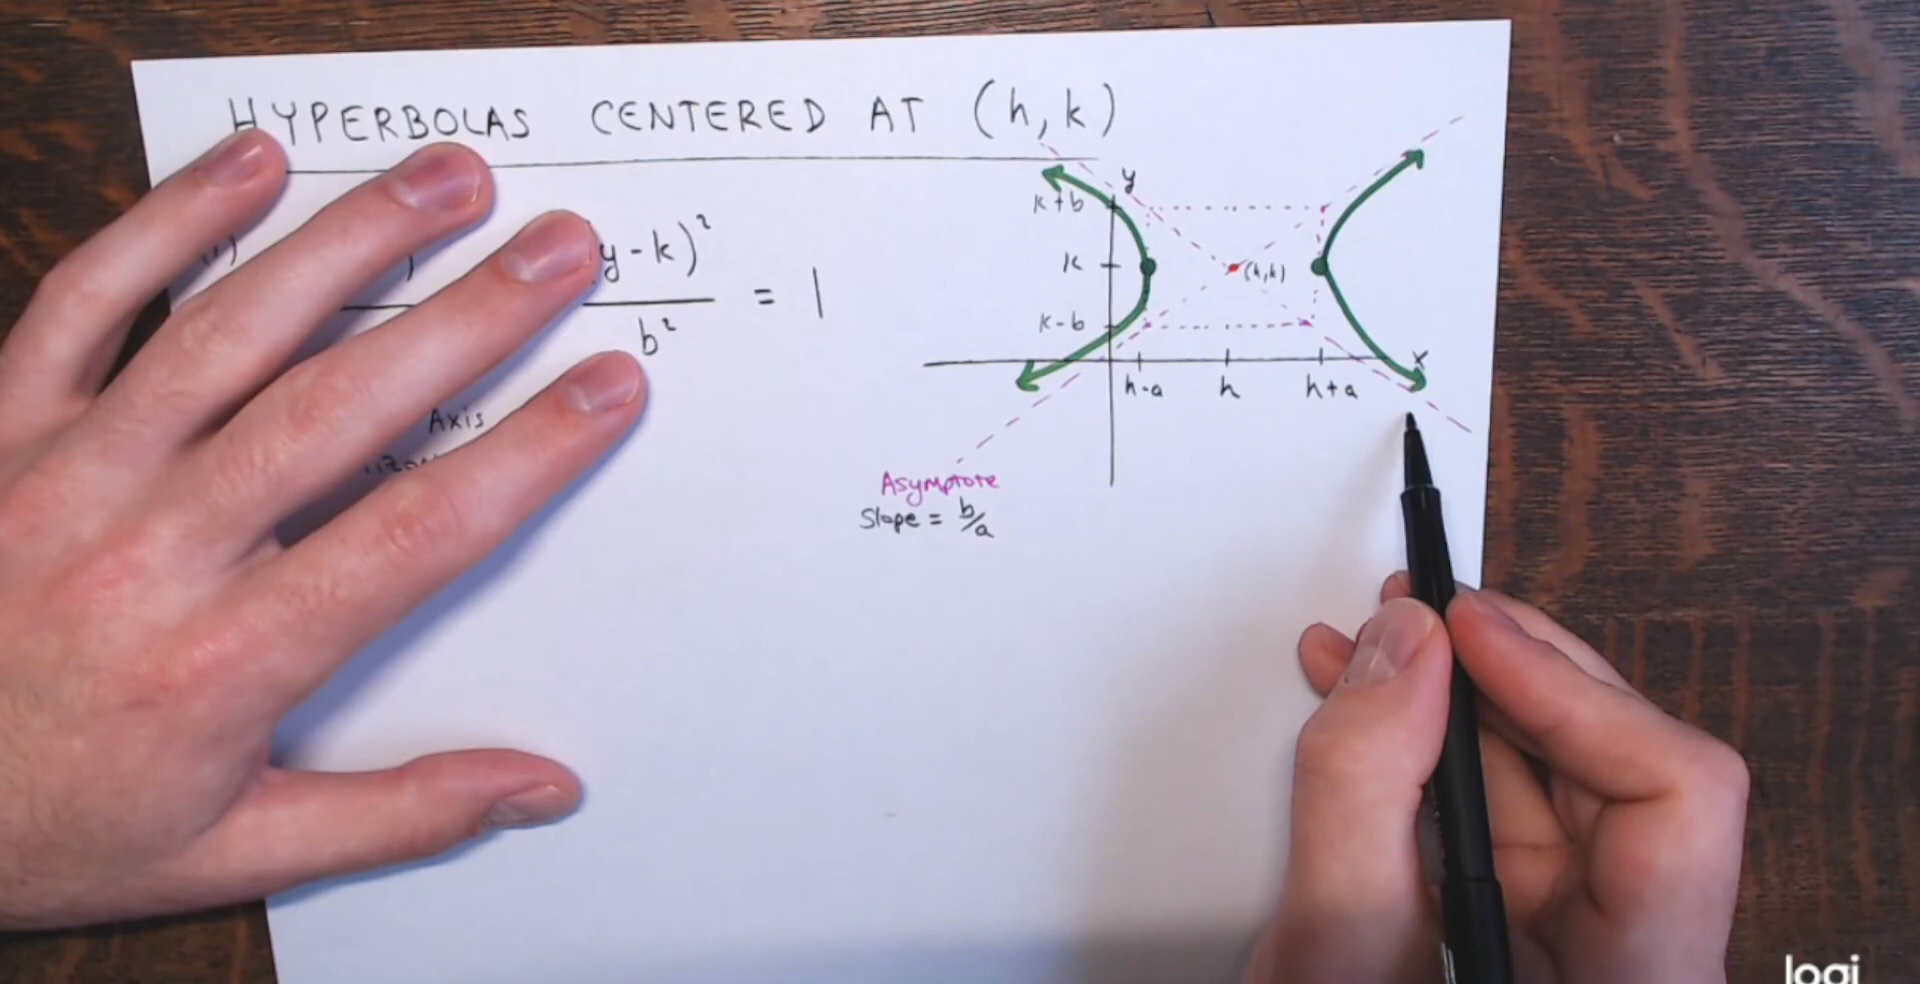 HYPERBOLAS CENTERED AT (h, k)
y
k+b
(y-k)²
k
(h,k)
= 1
b²
k-b
x
h-a h h+a
Axis
Asymptote
Slope = b/a
logi